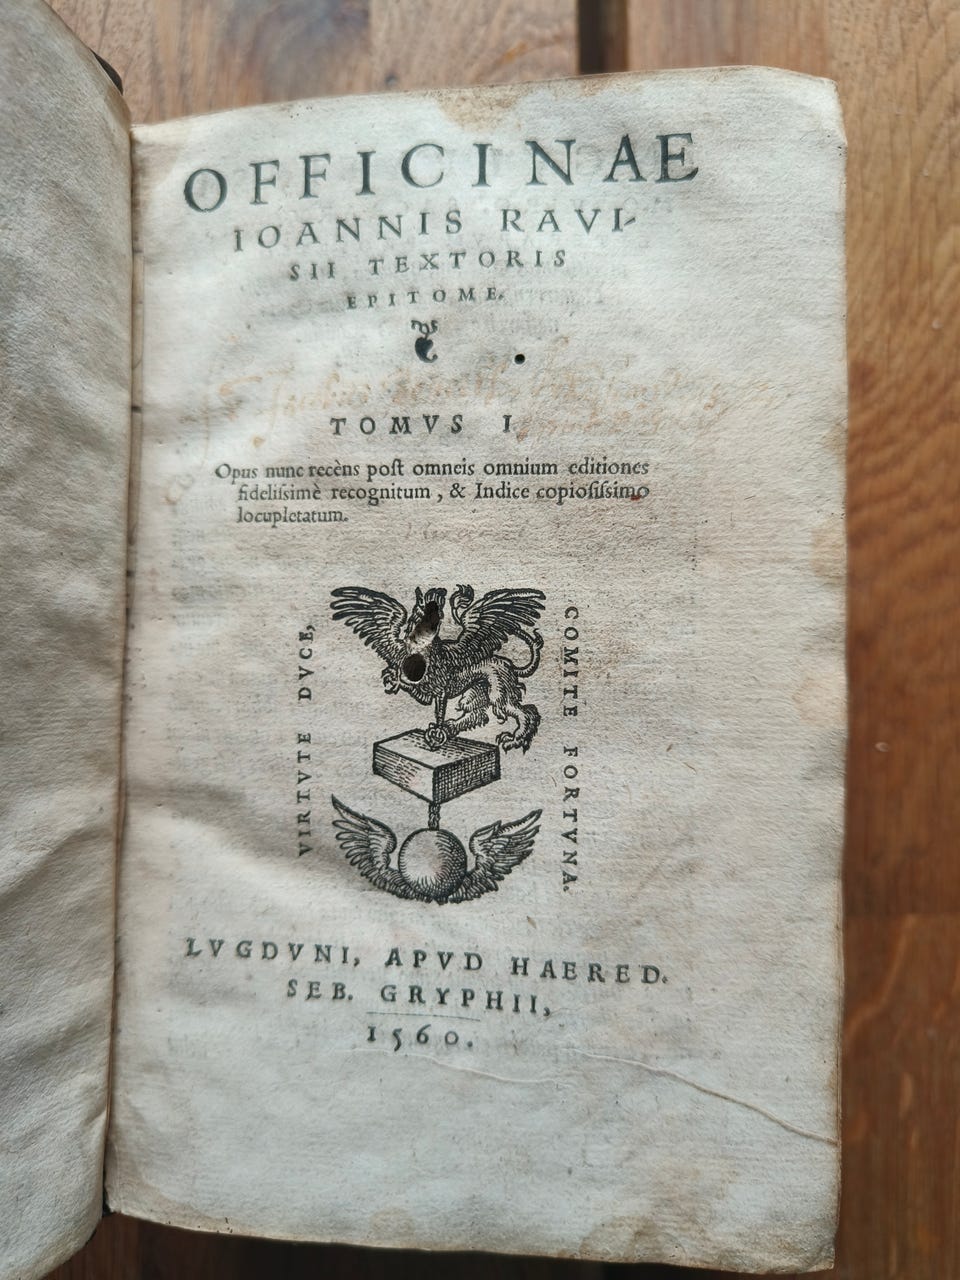 OFFICINAE
IOANNIS RAVI-
SII TEXTORIS
EPITOME.
TOMVS I
Opus nunc recèns post omneis omnium editiones
fidelissimè recognitum, & Indice copiosissimo
locupletatum.
VIRTVTE DVCE,
COMITE FORTVNA.
LVGDVNI, APVD HAERED.
SEB. GRYPHII,
1560.